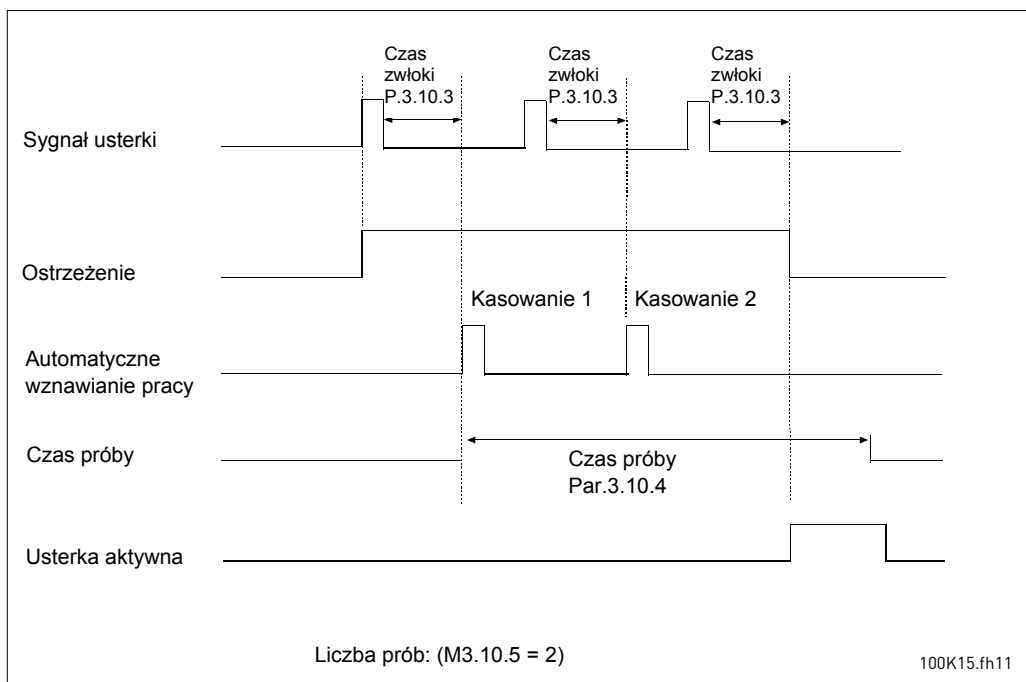 Czas
zwłoki
P.3.10.3
Czas
zwłoki
P.3.10.3
Czas
zwłoki
P.3.10.3
Sygnał usterki
Ostrzeżenie
Kasowanie 1
Kasowanie 2
Automatyczne
wznawianie pracy
Czas próby
Czas próby
Par.3.10.4
Usterka aktywna
Liczba prób: (M3.10.5 = 2)
100K15.fh11